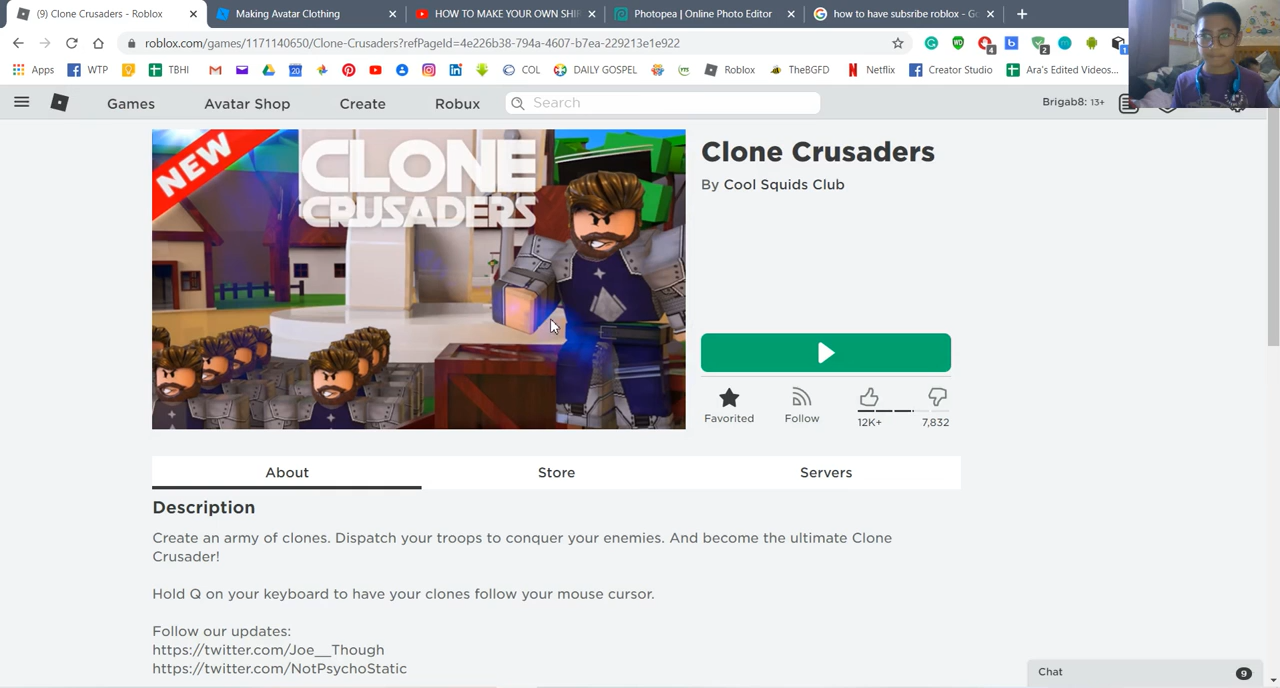 (9) Clone Crusaders - Roblox
Making Avatar Clothing
HOW TO MAKE YOUR OWN SHI
Photopea | Online Photo Editor
how to have subsribe roblox - Go
roblox.com/games/1171140650/Clone-Crusaders?refPageId=4e226b38-794a-4607-b7ea-229213e1e922
Apps WTP TBHI COL DAILY GOSPEL Roblox TheBGFD Netflix Creator Studio Ara's Edited Videos...
Games Avatar Shop Create Robux Search Brigab8: 13+
NEW
CLONE
CRUSADERS
Clone Crusaders
By Cool Squids Club
Favorited Follow 12K+ 7,832
About Store Servers
Description
Create an army of clones. Dispatch your troops to conquer your enemies. And become the ultimate Clone
Crusader!
Hold Q on your keyboard to have your clones follow your mouse cursor.
Follow our updates:
https://twitter.com/Joe__Though
https://twitter.com/NotPsychoStatic
Chat 9